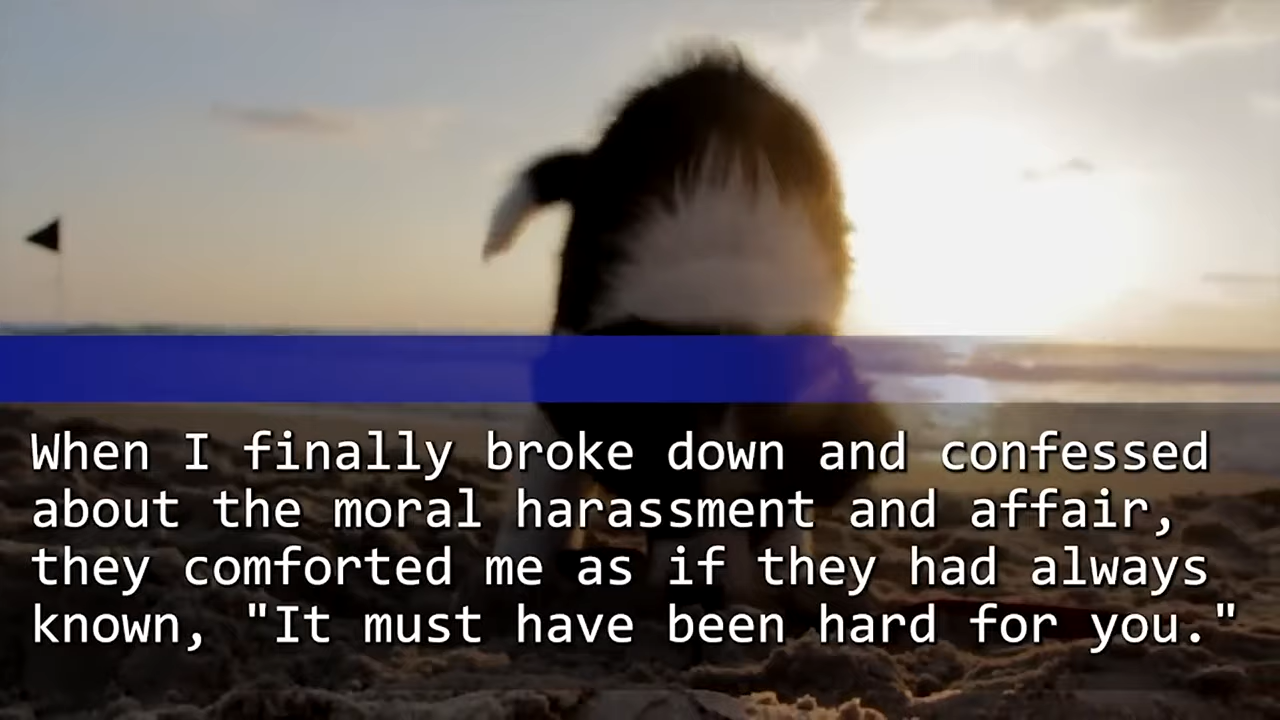 When I finally broke down and confessed
about the moral harassment and affair,
they comforted me as if they had always
known, "It must have been hard for you."